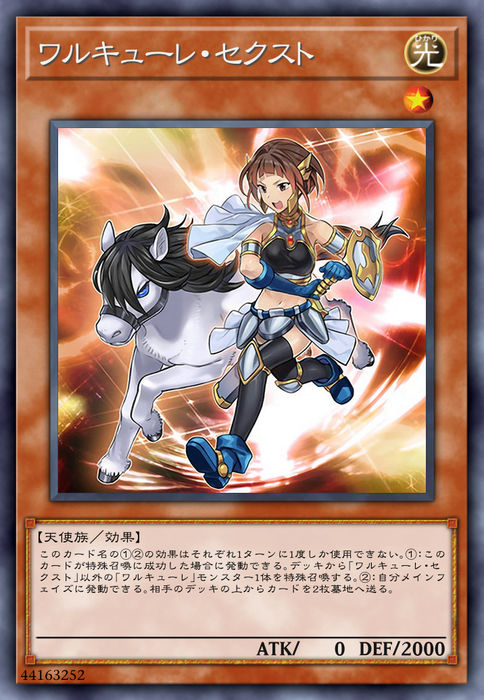 ワルキューレ・セクスト
ひかり
光
【天使族／効果】
このカード名の①②の効果はそれぞれ1ターンに1度しか使用できない。①：この
カードが特殊召喚に成功した場合に発動できる。デッキから「ワルキューレ・セ
クスト」以外の「ワルキューレ」モンスター1体を特殊召喚する。②：自分メインフ
ェイズに発動できる。相手のデッキの上からカードを2枚墓地へ送る。
ATK/ 0 DEF/2000
44163252